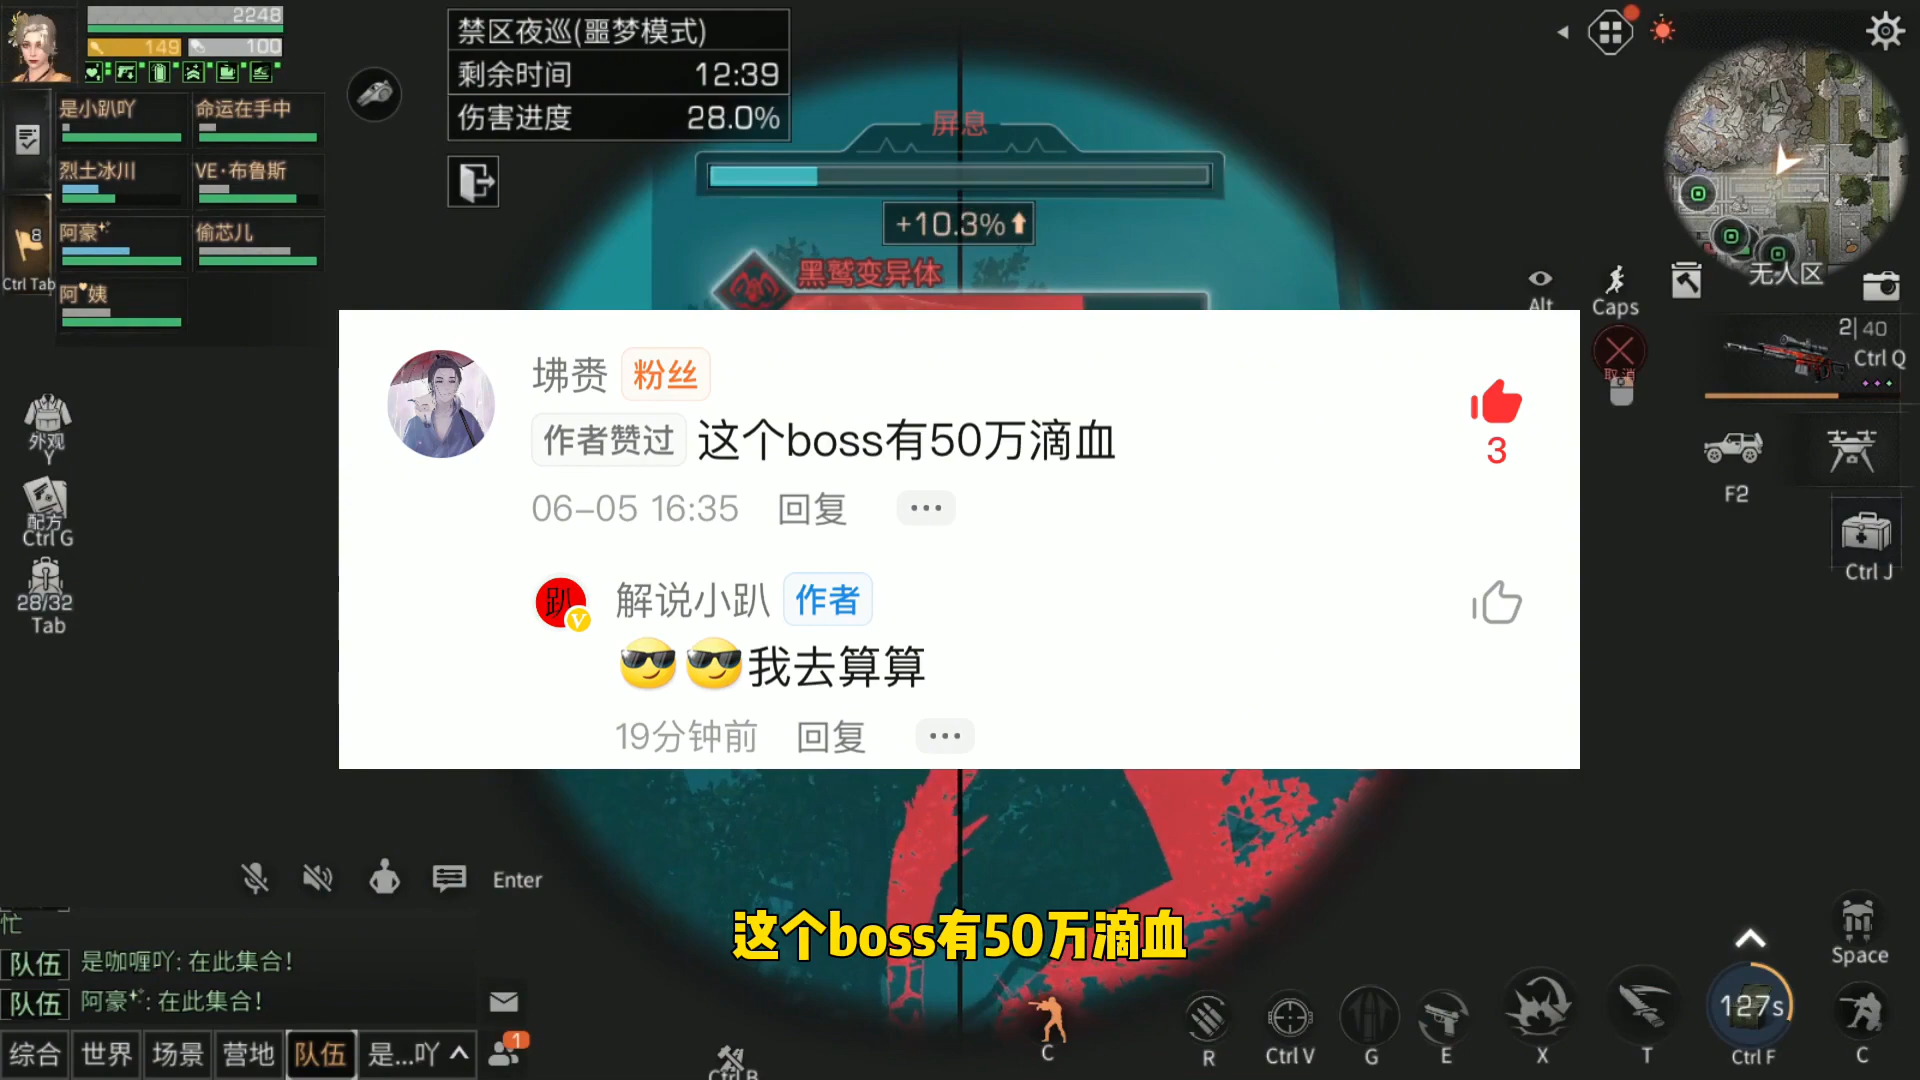 2248
149
100
是小趴吖
命运在手中
烈土冰川
VE·布鲁斯
阿豪
偷芯儿
阿♥姨
8
Ctrl Tab
禁区夜巡(噩梦模式)
剩余时间 12:39
伤害进度 28.0%
屏息
+10.3%
黑鹫变异体
无人区
Alt
Caps
取消
2|40
Ctrl Q
F2
Ctrl J
外观
Y
配方
Ctrl G
28/32
Tab
坲赉 粉丝
作者赞过 这个boss有50万滴血
3
06-05 16:35 回复 ...
趴 V
解说小趴 作者
😎😎我去算算
19分钟前 回复 ...
Enter
忙
队伍 是咖喱吖: 在此集合!
队伍 阿豪: 在此集合!
综合 世界 场景 营地 队伍 是...吖
1
这个boss有50万滴血
Ctrl B
C
R
Ctrl V
G
E
X
T
127s
Ctrl F
Space
C